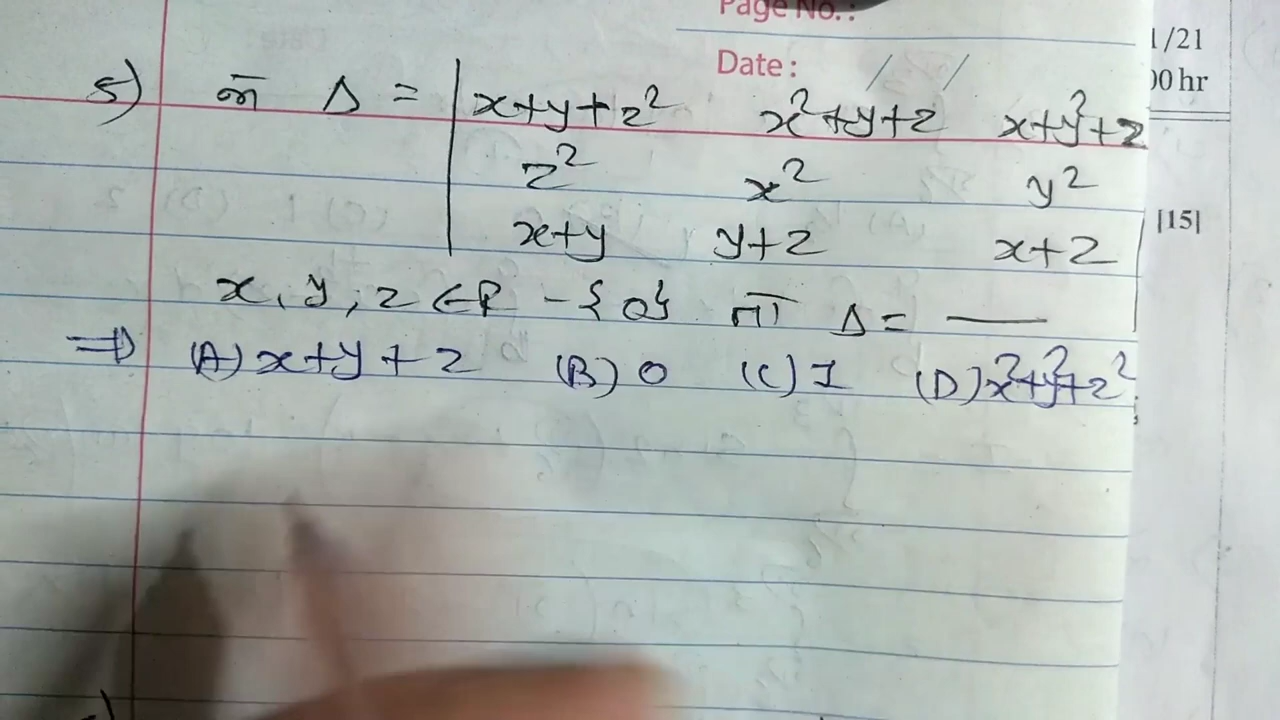 Page No.:
Date: / /
1/21
00 hr
[15]
5) જો Δ = | x+y+z² x²+y+z x+y²+z
z² x² y²
x+y y+z x+z |
x, y, z ∈ R - {0} તો Δ = ___
⇒ (A) x+y+z (B) 0 (C) 1 (D) x²+y²+z²